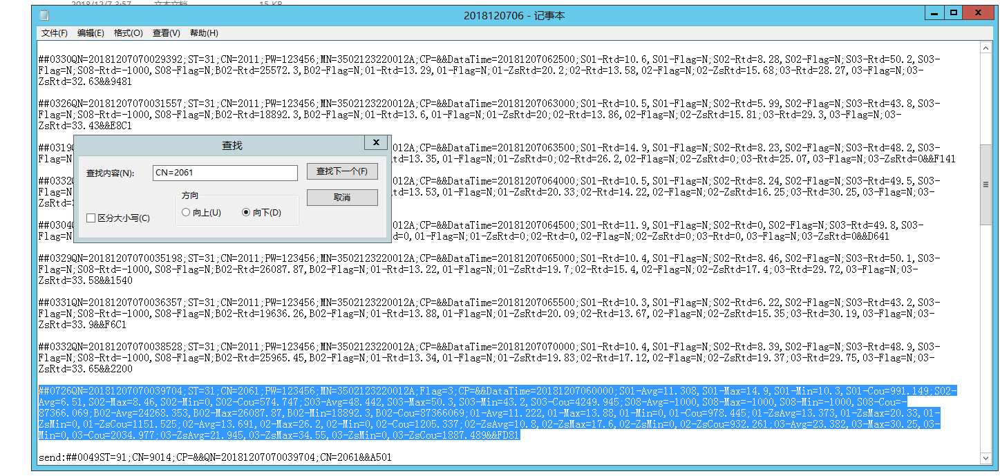 2018/12/7 3:57 文本文档 15 KB
2018120706 - 记事本
文件(F) 编辑(E) 格式(O) 查看(V) 帮助(H)
##0330QN=20181207070029392;ST=31;CN=2011;PW=123456;MN=3502123220012A;CP=&&DataTime=20181207062500;S01-Rtd=10.6,S01-Flag=N;S02-Rtd=8.28,S02-Flag=N;S03-Rtd=50.2,S03-
Flag=N;S08-Rtd=-1000,S08-Flag=N;B02-Rtd=25572.3,B02-Flag=N;01-Rtd=13.29,01-Flag=N;01-ZsRtd=20.2;02-Rtd=13.58,02-Flag=N;02-ZsRtd=15.68;03-Rtd=28.27,03-Flag=N;03-
ZsRtd=32.63&&9481
##0326QN=20181207070031557;ST=31;CN=2011;PW=123456;MN=3502123220012A;CP=&&DataTime=20181207063000;S01-Rtd=10.5,S01-Flag=N;S02-Rtd=5.99,S02-Flag=N;S03-Rtd=43.8,S03-
Flag=N;S08-Rtd=-1000,S08-Flag=N;B02-Rtd=18892.3,B02-Flag=N;01-Rtd=13.6,01-Flag=N;01-ZsRtd=20;02-Rtd=13.86,02-Flag=N;02-ZsRtd=15.81;03-Rtd=29.3,03-Flag=N;03-
ZsRtd=33.43&&E8C1
##0319 012A;CP=&&DataTime=20181207063500;S01-Rtd=14.9,S01-Flag=N;S02-Rtd=8.23,S02-Flag=N;S03-Rtd=48.2,S03-
Flag=N td=13.35,01-Flag=N;01-ZsRtd=0;02-Rtd=26.2,02-Flag=N;02-ZsRtd=0;03-Rtd=25.07,03-Flag=N;03-ZsRtd=0&&F141
##0332 012A;CP=&&DataTime=20181207064000;S01-Rtd=10.5,S01-Flag=N;S02-Rtd=8.24,S02-Flag=N;S03-Rtd=49.5,S03-
Flag=N td=13.53,01-Flag=N;01-ZsRtd=20.33;02-Rtd=14.22,02-Flag=N;02-ZsRtd=16.25;03-Rtd=30.25,03-Flag=N;03-
ZsRtd=
##0304 012A;CP=&&DataTime=20181207064500;S01-Rtd=11.9,S01-Flag=N;S02-Rtd=0,S02-Flag=N;S03-Rtd=49.8,S03-
Flag=N d=0,01-Flag=N;01-ZsRtd=0;02-Rtd=0,02-Flag=N;02-ZsRtd=0;03-Rtd=0,03-Flag=N;03-ZsRtd=0&&D641
查找
查找内容(N): CN=2061 查找下一个(F)
方向 取消
向上(U) 向下(D)
区分大小写(C)
##0329QN=20181207070035198;ST=31;CN=2011;PW=123456;MN=3502123220012A;CP=&&DataTime=20181207065000;S01-Rtd=10.4,S01-Flag=N;S02-Rtd=8.46,S02-Flag=N;S03-Rtd=50.1,S03-
Flag=N;S08-Rtd=-1000,S08-Flag=N;B02-Rtd=26087.87,B02-Flag=N;01-Rtd=13.22,01-Flag=N;01-ZsRtd=19.7;02-Rtd=15.4,02-Flag=N;02-ZsRtd=17.4;03-Rtd=29.72,03-Flag=N;03-
ZsRtd=33.58&&1540
##0331QN=20181207070036357;ST=31;CN=2011;PW=123456;MN=3502123220012A;CP=&&DataTime=20181207065500;S01-Rtd=10.3,S01-Flag=N;S02-Rtd=6.22,S02-Flag=N;S03-Rtd=43.2,S03-
Flag=N;S08-Rtd=-1000,S08-Flag=N;B02-Rtd=19636.26,B02-Flag=N;01-Rtd=13.88,01-Flag=N;01-ZsRtd=20.09;02-Rtd=13.67,02-Flag=N;02-ZsRtd=15.35;03-Rtd=30.19,03-Flag=N;03-
ZsRtd=33.9&&F6C1
##0332QN=20181207070038528;ST=31;CN=2011;PW=123456;MN=3502123220012A;CP=&&DataTime=20181207070000;S01-Rtd=10.4,S01-Flag=N;S02-Rtd=8.39,S02-Flag=N;S03-Rtd=48.9,S03-
Flag=N;S08-Rtd=-1000,S08-Flag=N;B02-Rtd=25965.45,B02-Flag=N;01-Rtd=13.34,01-Flag=N;01-ZsRtd=19.83;02-Rtd=17.12,02-Flag=N;02-ZsRtd=19.37;03-Rtd=29.75,03-Flag=N;03-
ZsRtd=33.65&&2200
##0726QN=20181207070039704;ST=31;CN=2061;PW=123456;MN=3502123220012A;Flag=3;CP=&&DataTime=20181207060000;S01-Avg=11.308,S01-Max=14.9,S01-Min=10.3,S01-Cou=991.149;S02-
Avg=6.51,S02-Max=8.46,S02-Min=0,S02-Cou=574.747;S03-Avg=48.442,S03-Max=50.3,S03-Min=43.2,S03-Cou=4249.945;S08-Avg=-1000,S08-Max=-1000,S08-Min=-1000,S08-Cou=-
87366.069;B02-Avg=24268.353,B02-Max=26087.87,B02-Min=18892.3,B02-Cou=87366069;01-Avg=11.222,01-Max=13.88,01-Min=0,01-Cou=978.445;01-ZsAvg=13.373,01-ZsMax=20.33,01-
ZsMin=0,01-ZsCou=1151.525;02-Avg=13.691,02-Max=26.2,02-Min=0,02-Cou=1205.337;02-ZsAvg=10.8,02-ZsMax=17.6,02-ZsMin=0,02-ZsCou=932.261;03-Avg=23.382,03-Max=30.25,03-
Min=0,03-Cou=2034.977;03-ZsAvg=21.945,03-ZsMax=34.55,03-ZsMin=0,03-ZsCou=1887.489&&FD81
send:##0049ST=91;CN=9014;CP=&&QN=20181207070039704;CN=2061&&A501